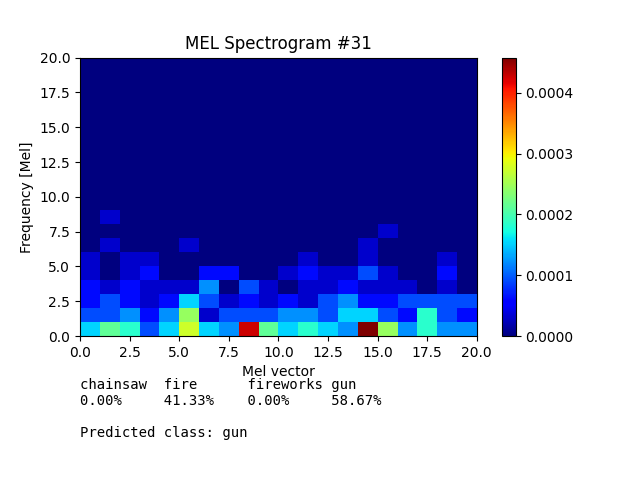 MEL Spectrogram #31
Frequency [Mel]
20.0
17.5
15.0
12.5
10.0
7.5
5.0
2.5
0.0
0.0 2.5 5.0 7.5 10.0 12.5 15.0 17.5 20.0
Mel vector
0.0004
0.0003
0.0002
0.0001
0.0000
chainsaw fire fireworks gun
0.00% 41.33% 0.00% 58.67%
Predicted class: gun